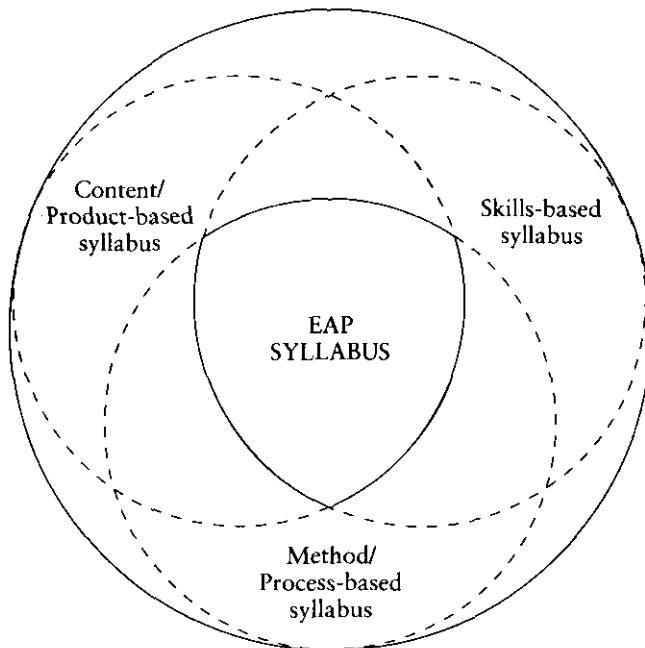 Content/
Product-based
syllabus
Skills-based
syllabus
EAP
SYLLABUS
Method/
Process-based
syllabus